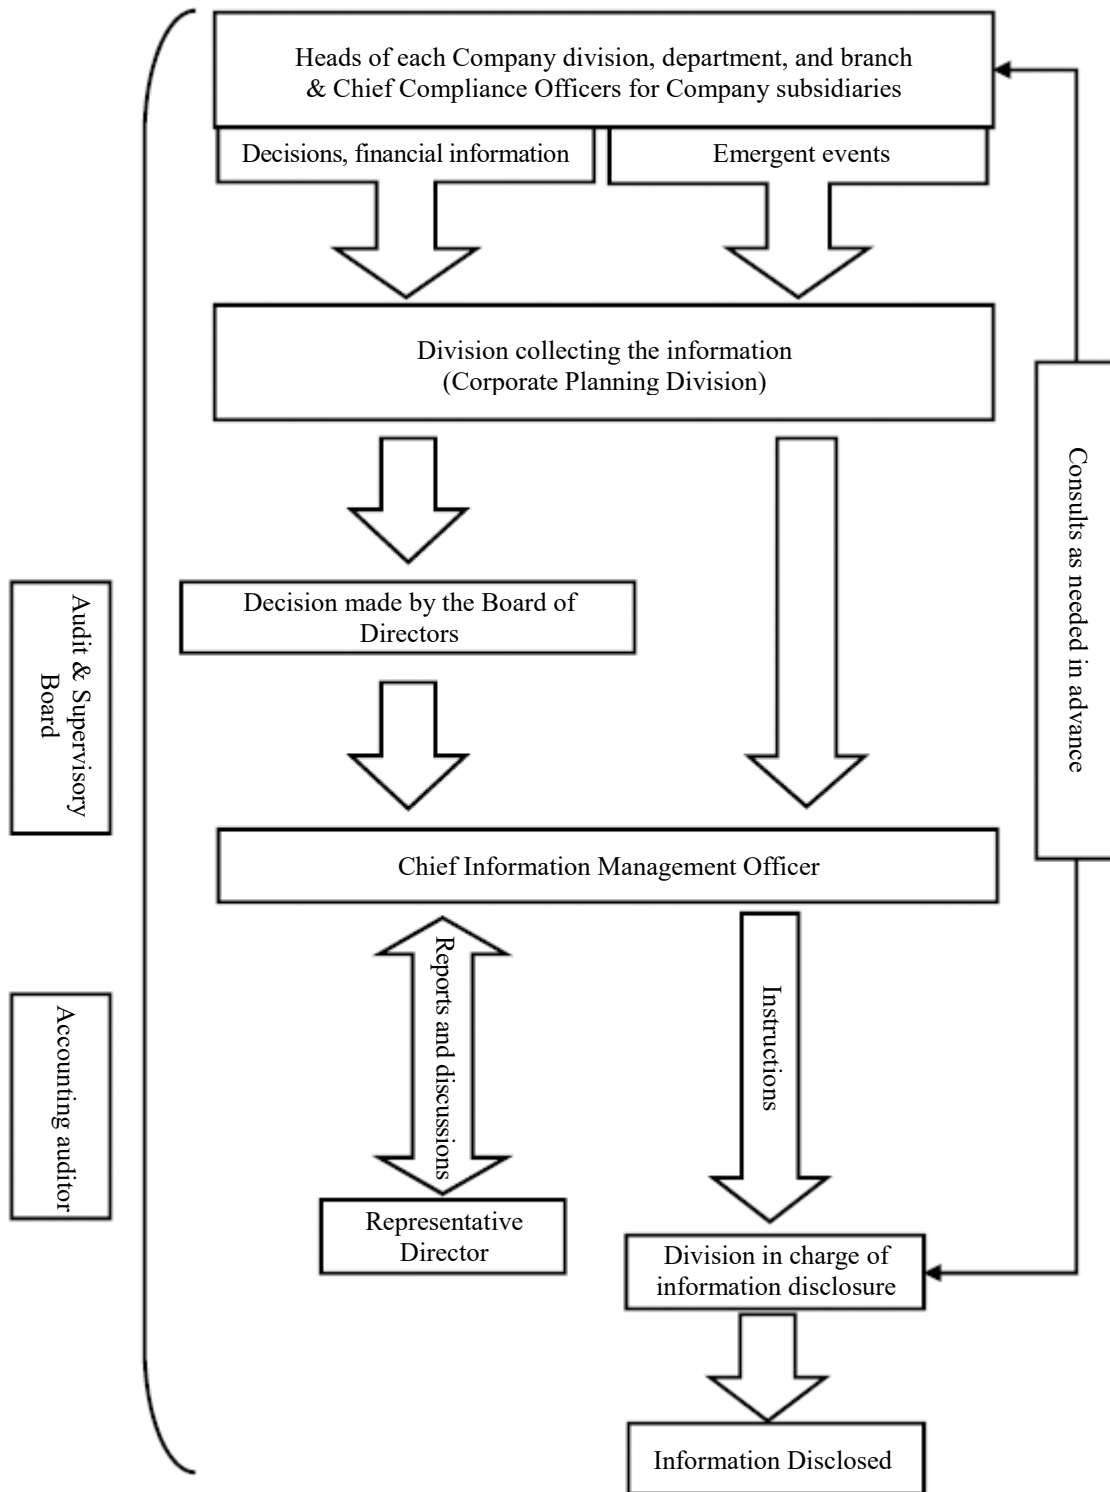 Heads of each Company division, department, and branch
& Chief Compliance Officers for Company subsidiaries
Decisions, financial information
Emergent events
Division collecting the information
(Corporate Planning Division)
Consults as needed in advance
Decision made by the Board of
Directors
Audit & Supervisory
Board
Chief Information Management Officer
Reports and discussions
Instructions
Accounting auditor
Representative
Director
Division in charge of
information disclosure
Information Disclosed